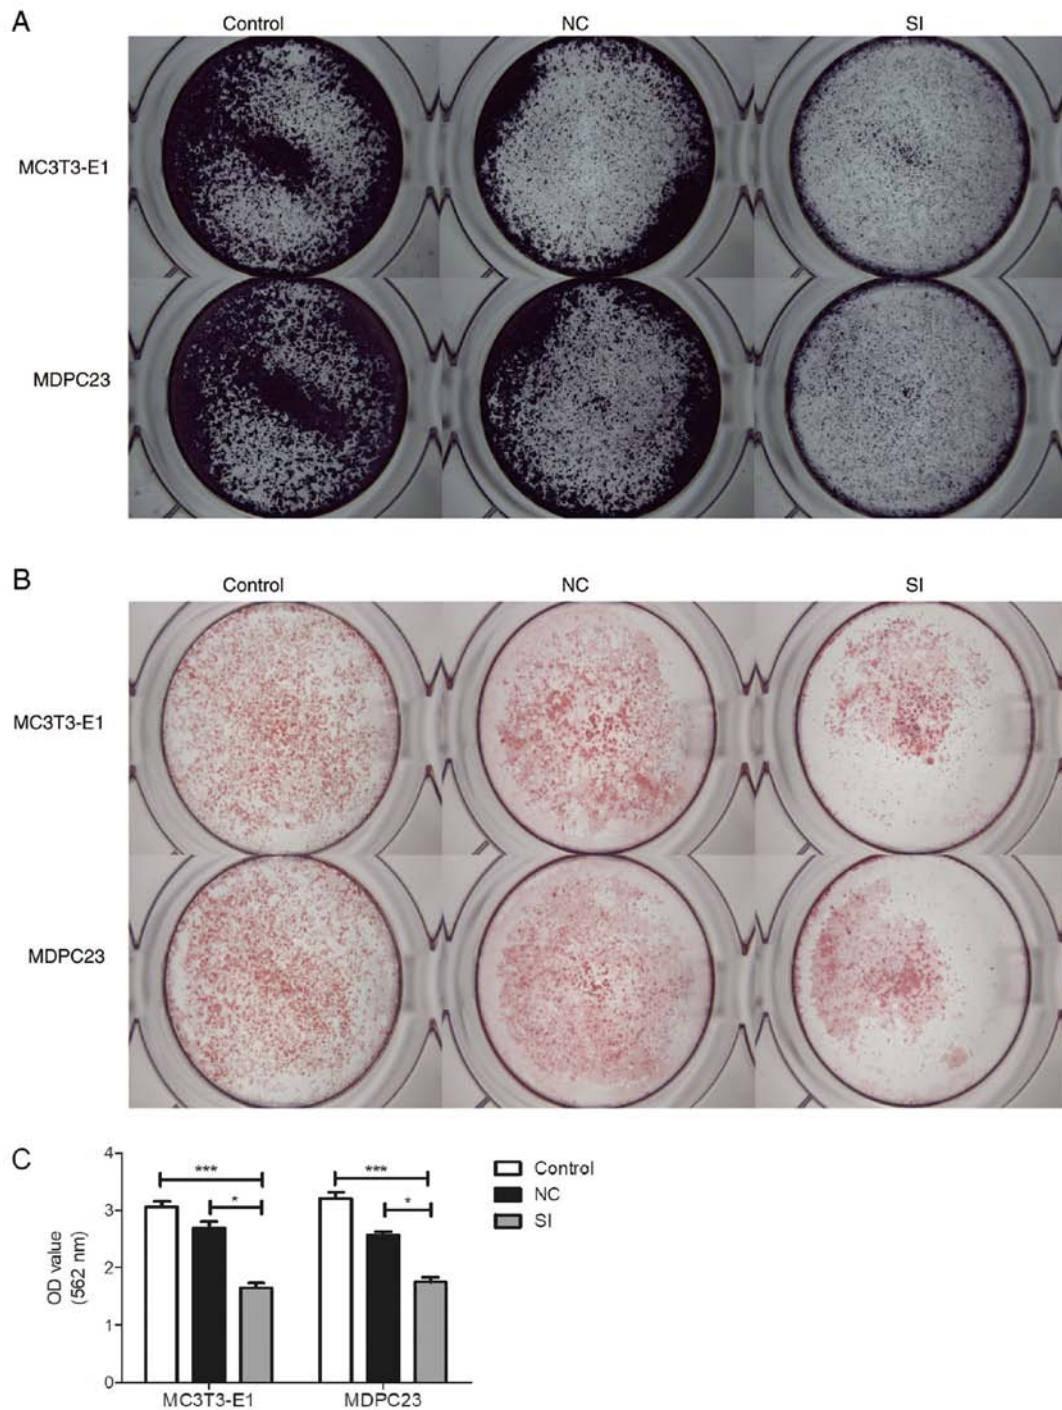 A
Control NC SI
MC3T3-E1
MDPC23
B
Control NC SI
MC3T3-E1
MDPC23
C
OD value
(562 nm)
4
3
2
1
0
*** *
*** *
MC3T3-E1 MDPC23
Control
NC
SI